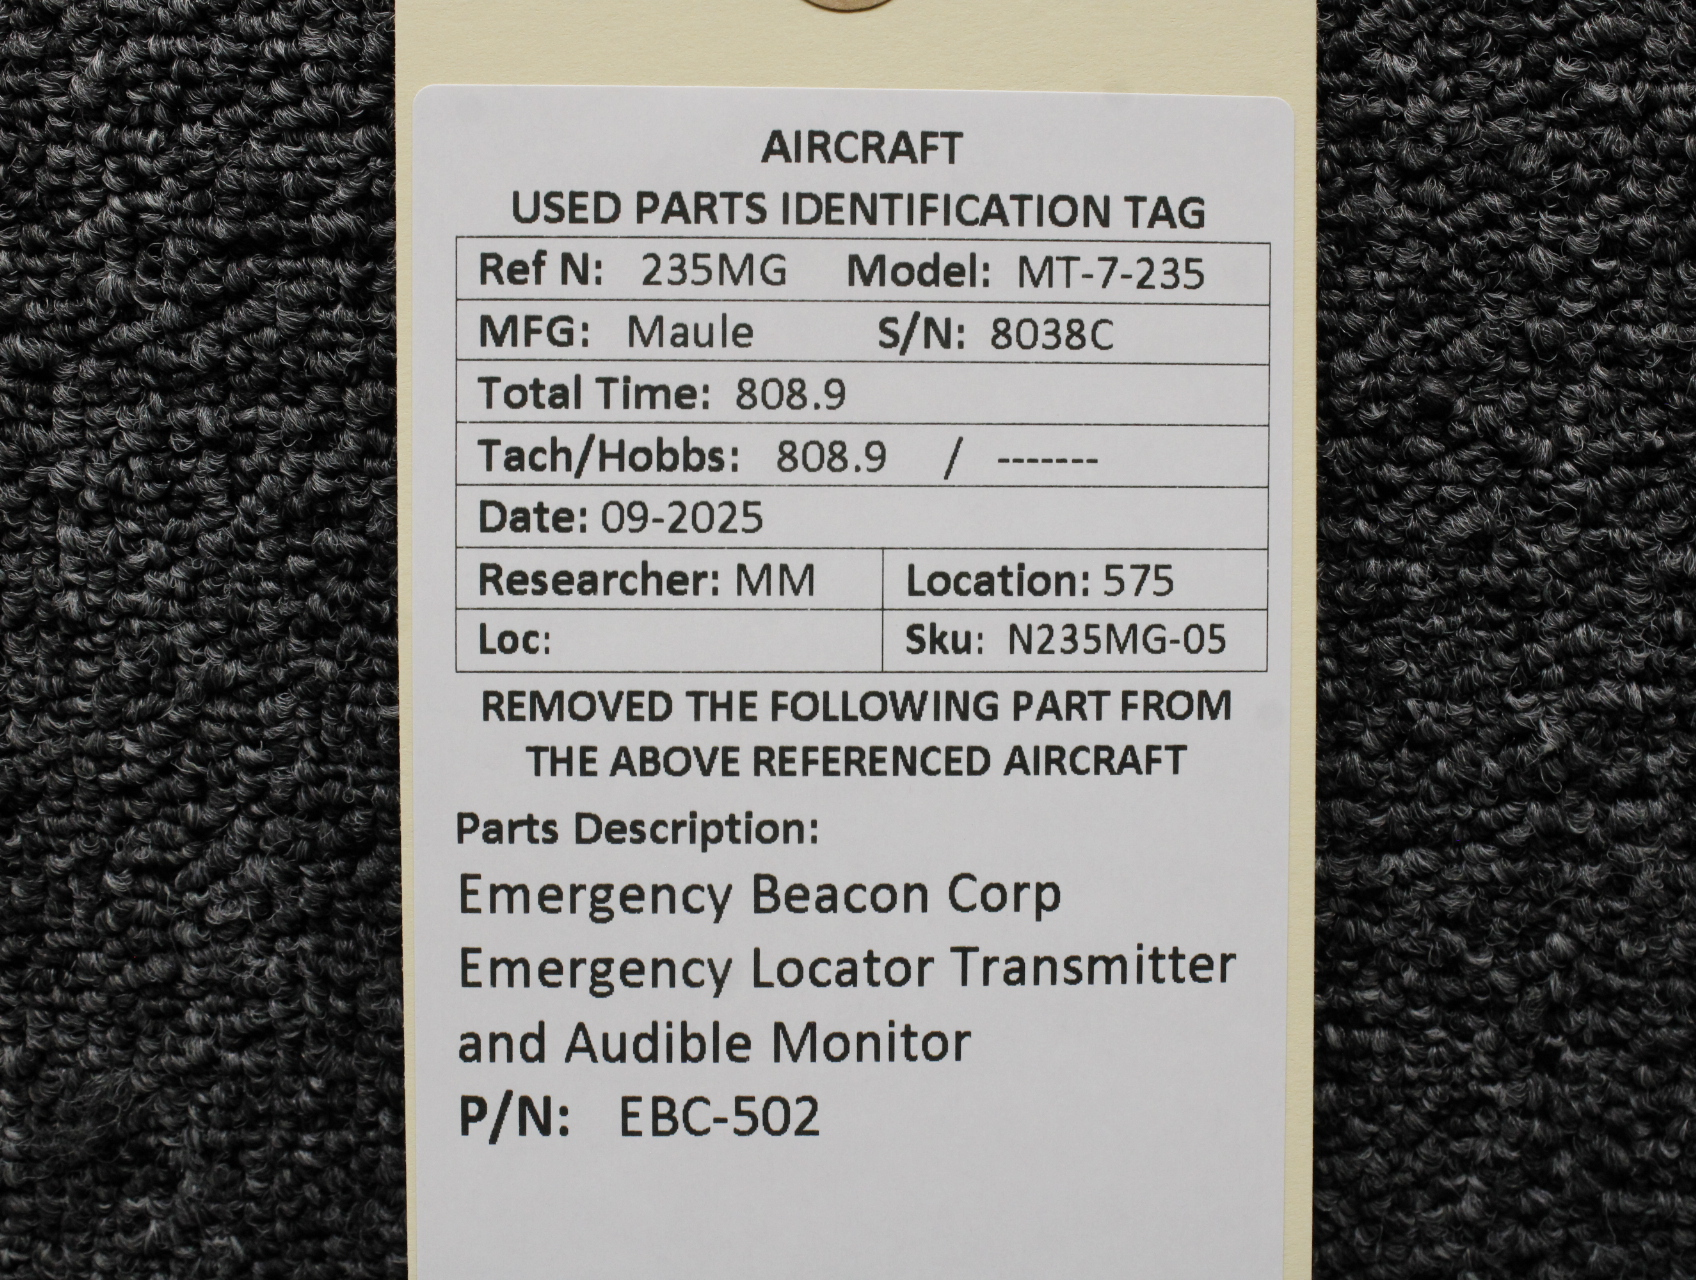 AIRCRAFT
USED PARTS IDENTIFICATION TAG
Ref N: 235MG Model: MT-7-235
MFG: Maule S/N: 8038C
Total Time: 808.9
Tach/Hobbs: 808.9 / -------
Date: 09-2025
Researcher: MM Location: 575
Loc: Sku: N235MG-05
REMOVED THE FOLLOWING PART FROM
THE ABOVE REFERENCED AIRCRAFT
Parts Description:
Emergency Beacon Corp
Emergency Locator Transmitter
and Audible Monitor
P/N: EBC-502